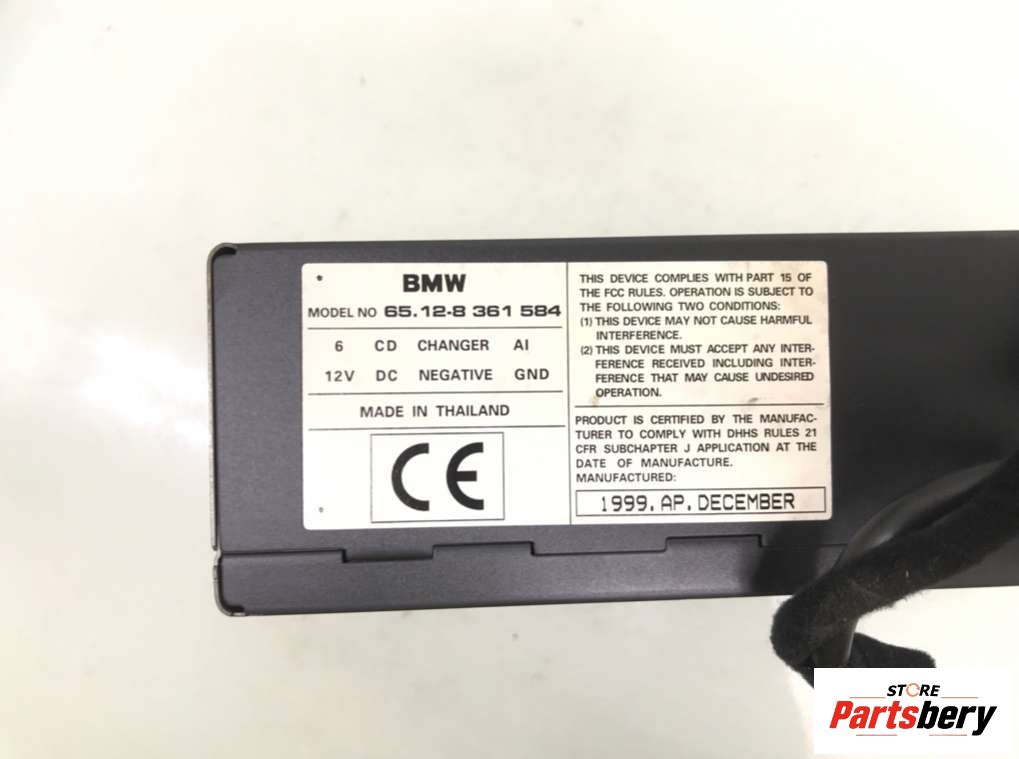 BMW
MODEL NO 65.12-8 361 584
6 CD CHANGER AI
12V DC NEGATIVE GND
MADE IN THAILAND
CE
THIS DEVICE COMPLIES WITH PART 15 OF
THE FCC RULES. OPERATION IS SUBJECT TO
THE FOLLOWING TWO CONDITIONS:
(1) THIS DEVICE MAY NOT CAUSE HARMFUL
INTERFERENCE.
(2) THIS DEVICE MUST ACCEPT ANY INTER-
FERENCE RECEIVED INCLUDING INTER-
FERENCE THAT MAY CAUSE UNDESIRED
OPERATION.
PRODUCT IS CERTIFIED BY THE MANUFAC-
TURER TO COMPLY WITH DHHS RULES 21
CFR SUBCHAPTER J APPLICATION AT THE
DATE OF MANUFACTURE.
MANUFACTURED:
1999. AP. DECEMBER
STORE
Partsbery